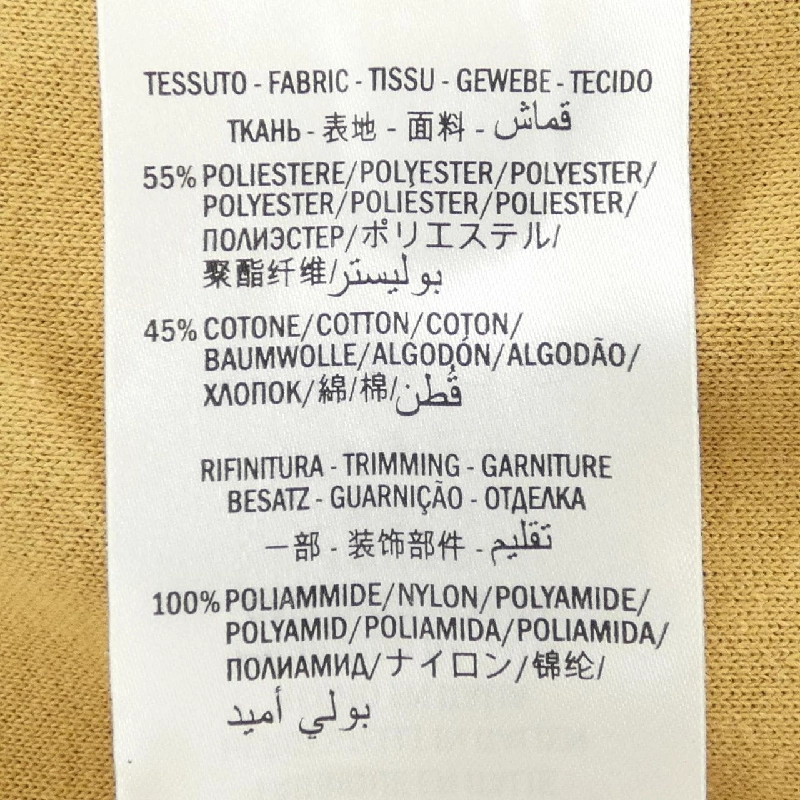 TESSUTO - FABRIC - TISSU - GEWEBE - TECIDO
ТКАНЬ - 表地 - 面料 - قماش
55% POLIESTERE/POLYESTER/POLYESTER/
POLYESTER/POLIÉSTER/POLIESTER/
ПОЛИЭСТЕР/ポリエステル/
聚酯纤维/بوليستر
45% COTONE/COTTON/COTON/
BAUMWOLLE/ALGODÓN/ALGODÃO/
ХЛОПОК/綿/棉/قُطن
RIFINITURA - TRIMMING - GARNITURE
BESATZ - GUARNIÇÃO - ОТДЕЛКА
一部 - 装饰部件 - تقليم
100% POLIAMMIDE/NYLON/POLYAMIDE/
POLYAMID/POLIAMIDA/POLIAMIDA/
ПОЛИАМИД/ナイロン/锦纶/
بولي أميد